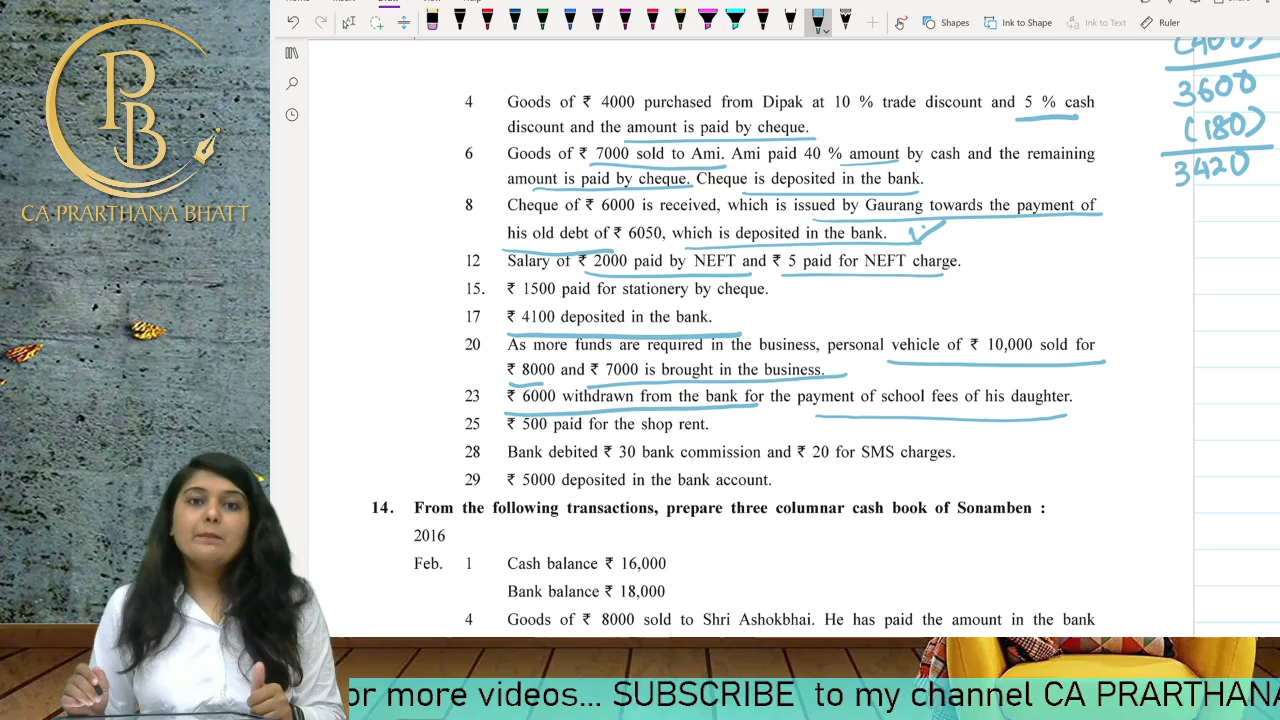 PB
CA PRARTHANA BHATT
Shapes
Ink to Shape
Ink to Text
Ruler
3600
(180)
3420
4 Goods of ₹ 4000 purchased from Dipak at 10 % trade discount and 5 % cash
discount and the amount is paid by cheque.
6 Goods of ₹ 7000 sold to Ami. Ami paid 40 % amount by cash and the remaining
amount is paid by cheque. Cheque is deposited in the bank.
8 Cheque of ₹ 6000 is received, which is issued by Gaurang towards the payment of
his old debt of ₹ 6050, which is deposited in the bank.
12 Salary of ₹ 2000 paid by NEFT and ₹ 5 paid for NEFT charge.
15. ₹ 1500 paid for stationery by cheque.
17 ₹ 4100 deposited in the bank.
20 As more funds are required in the business, personal vehicle of ₹ 10,000 sold for
₹ 8000 and ₹ 7000 is brought in the business.
23 ₹ 6000 withdrawn from the bank for the payment of school fees of his daughter.
25 ₹ 500 paid for the shop rent.
28 Bank debited ₹ 30 bank commission and ₹ 20 for SMS charges.
29 ₹ 5000 deposited in the bank account.
14. From the following transactions, prepare three columnar cash book of Sonamben :
2016
Feb. 1 Cash balance ₹ 16,000
Bank balance ₹ 18,000
4 Goods of ₹ 8000 sold to Shri Ashokbhai. He has paid the amount in the bank
or more videos... SUBSCRIBE to my channel CA PRARTHANA